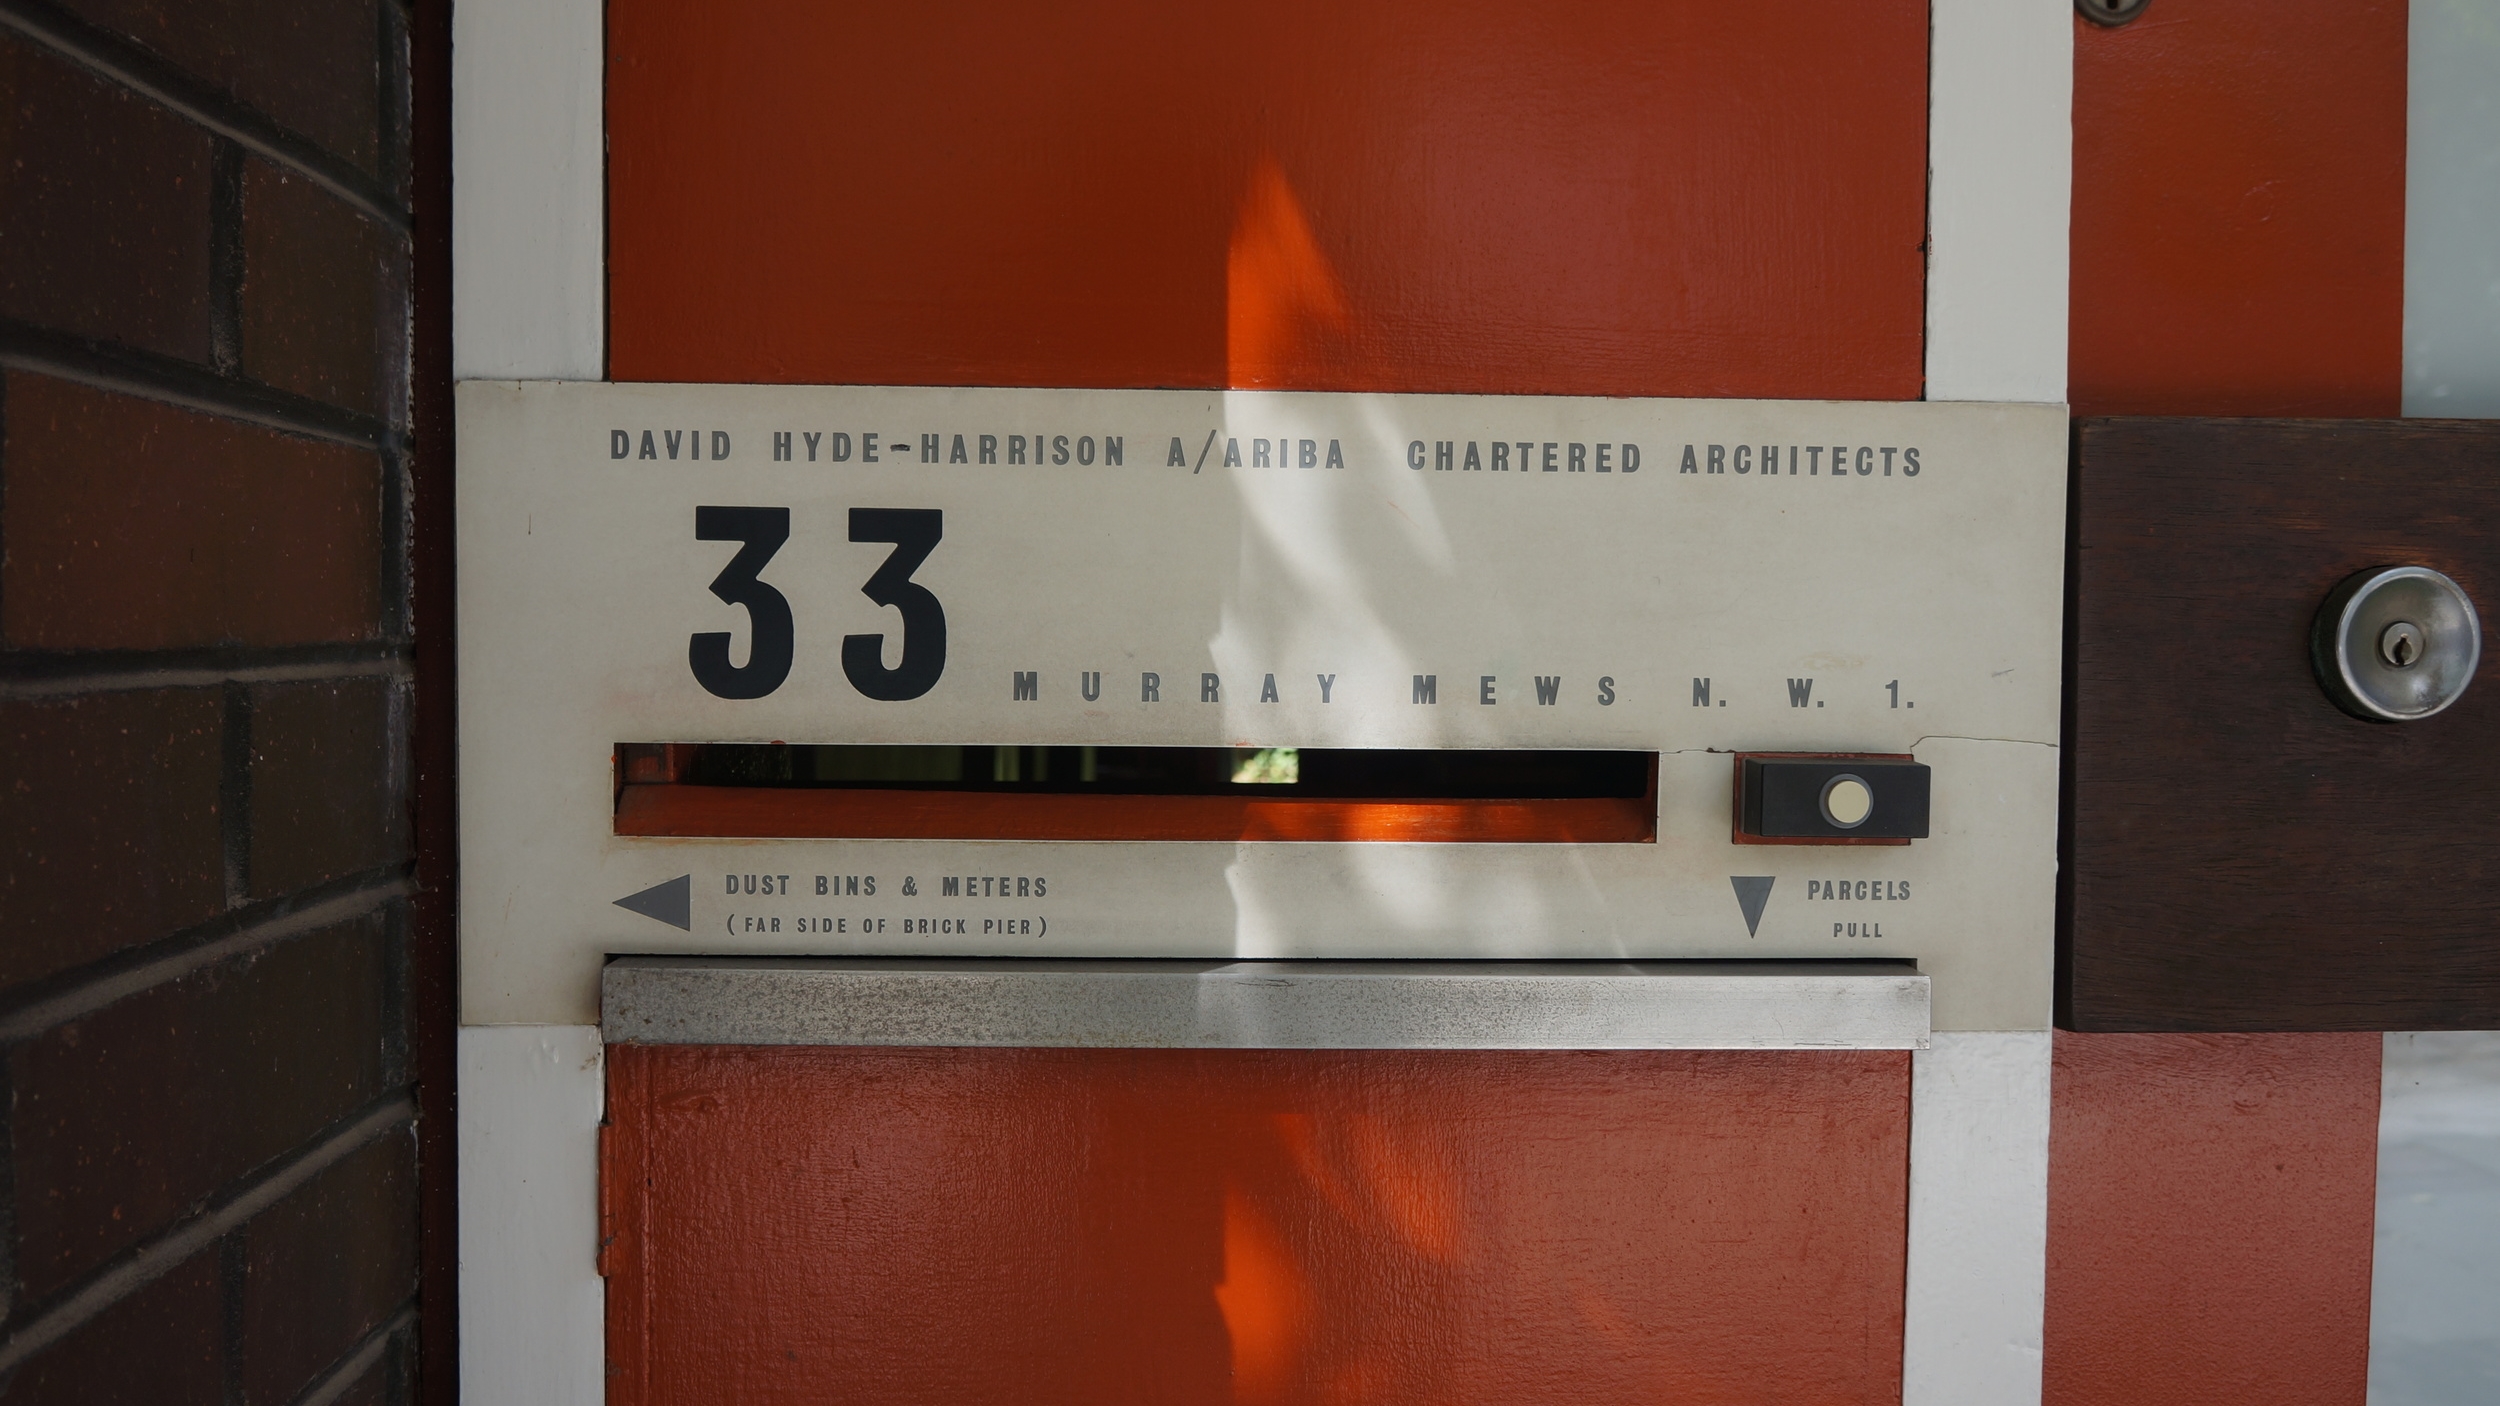 DAVID HYDE-HARRISON A/ARIBA CHARTERED ARCHITECTS
33 MURRAY MEWS N. W. 1.
DUST BINS & METERS
(FAR SIDE OF BRICK PIER)
PARCELS
PULL